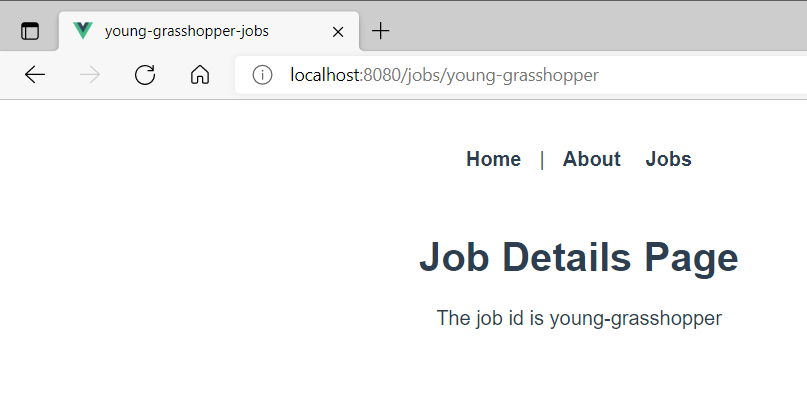 young-grasshopper-jobs
localhost:8080/jobs/young-grasshopper
Home | About Jobs
Job Details Page
The job id is young-grasshopper